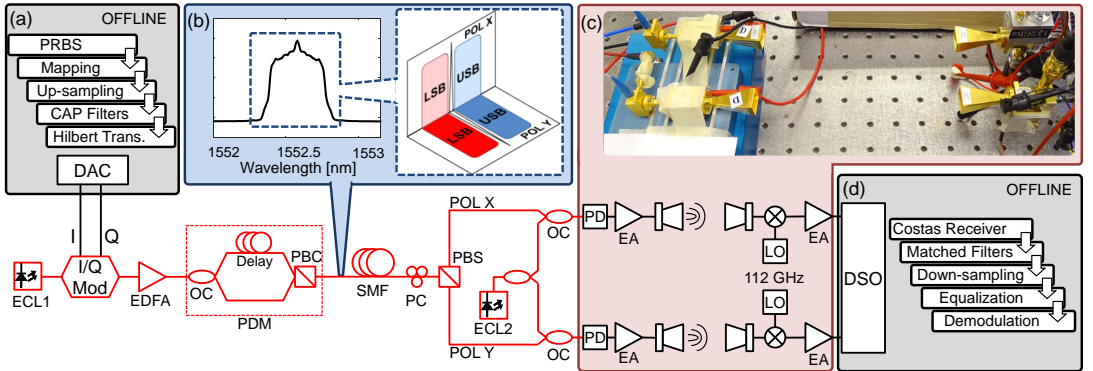 (a)
OFFLINE
PRBS
Mapping
Up-sampling
CAP Filters
Hilbert Trans.
DAC
I
Q
I/Q
Mod
ECL1
EDFA
OC
Delay
PBC
PDM
(b)
1552
1552.5
1553
Wavelength [nm]
POL X
LSB
USB
LSB
USB
POL Y
SMF
PC
PBS
POL X
POL Y
ECL2
OC
OC
(c)
D
D
PD
EA
LO
EA
112 GHz
LO
PD
EA
EA
DSO
(d)
OFFLINE
Costas Receiver
Matched Filters
Down-sampling
Equalization
Demodulation